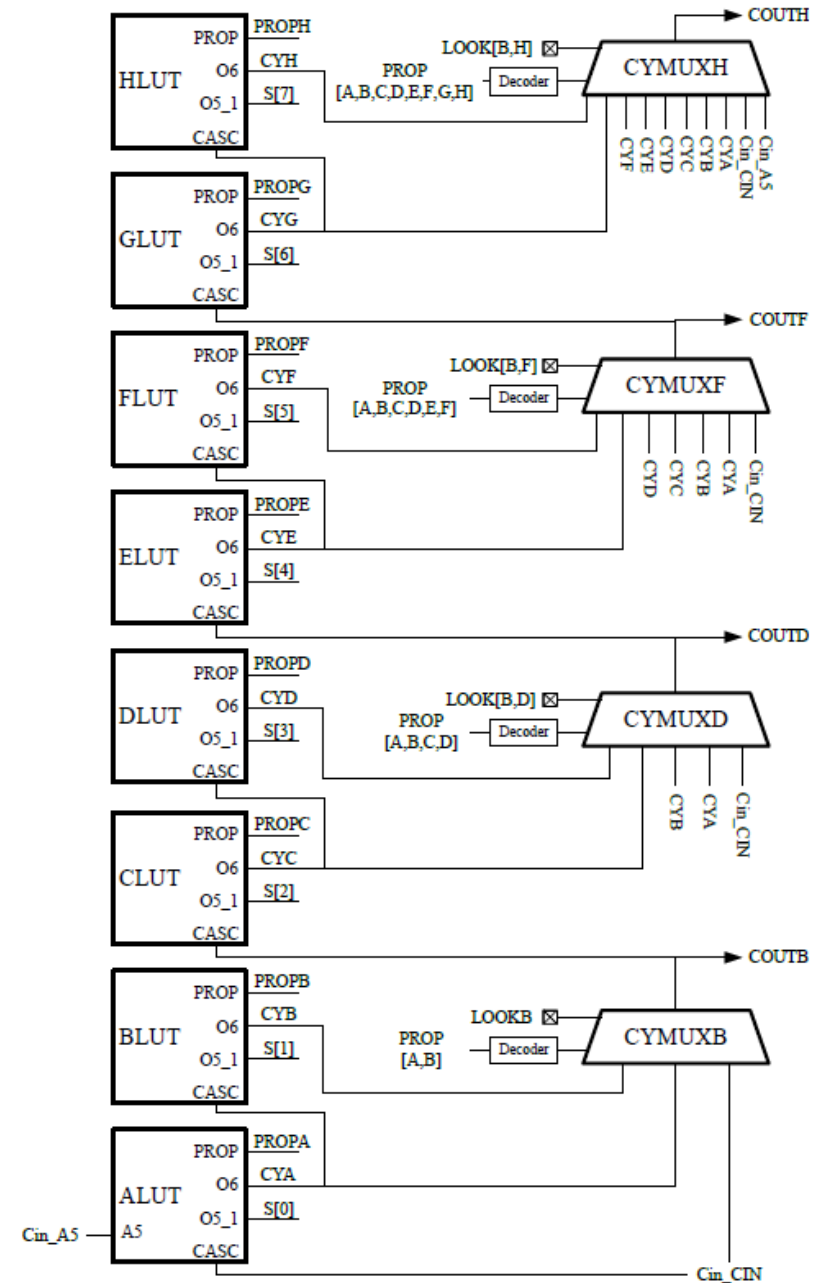 COUTH
PROP PROPH
HLUT
O6 CYH
O5_1 S[7]
CASC
LOOK[B,H]
PROP
[A,B,C,D,E,F,G,H]
Decoder
CYMUXH
CYF
CYE
CYD
CYC
CYB
CYA
Cin_CIN
Cin_A5
PROP PROPG
GLUT
O6 CYG
O5_1 S[6]
CASC
COUTF
PROP PROPF
FLUT
O6 CYF
O5_1 S[5]
CASC
LOOK[B,F]
PROP
[A,B,C,D,E,F]
Decoder
CYMUXF
CYD
CYC
CYB
CYA
Cin_CIN
PROP PROPE
ELUT
O6 CYE
O5_1 S[4]
CASC
COUTD
PROP PROPD
DLUT
O6 CYD
O5_1 S[3]
CASC
LOOK[B,D]
PROP
[A,B,C,D]
Decoder
CYMUXD
CYB
CYA
Cin_CIN
PROP PROPC
CLUT
O6 CYC
O5_1 S[2]
CASC
COUTB
PROP PROPB
BLUT
O6 CYB
O5_1 S[1]
CASC
LOOKB
PROP
[A,B]
Decoder
CYMUXB
PROP PROPA
ALUT
O6 CYA
O5_1 S[0]
Cin_A5 A5
CASC
Cin_CIN